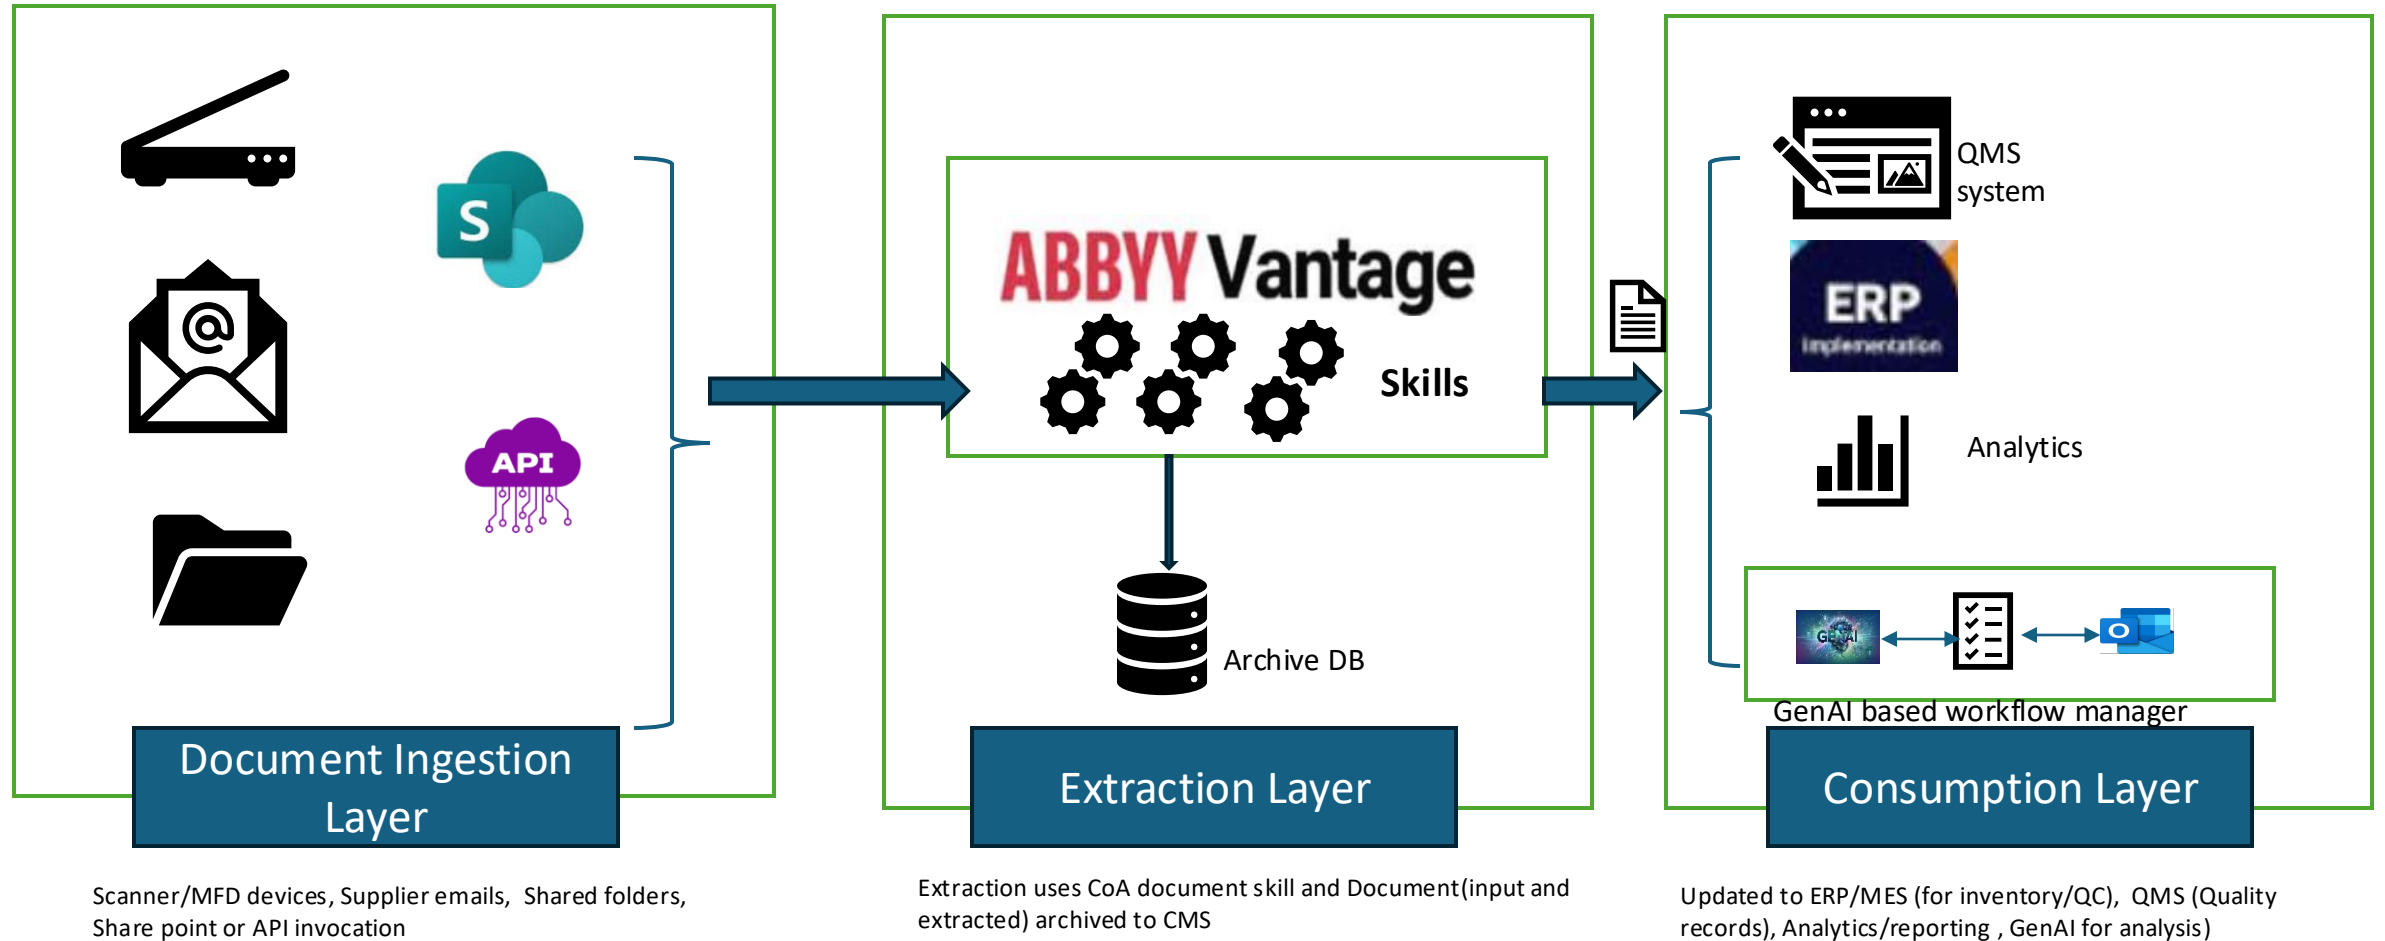 S
@
API
Document Ingestion
Layer
Scanner/MFD devices, Supplier emails, Shared folders,
Share point or API invocation
ABBYY Vantage
Skills
Archive DB
Extraction Layer
Extraction uses CoA document skill and Document(input and
extracted) archived to CMS
QMS
system
ERP
Implementation
Analytics
GENAI
O
GenAI based workflow manager
Consumption Layer
Updated to ERP/MES (for inventory/QC), QMS (Quality
records), Analytics/reporting , GenAI for analysis)